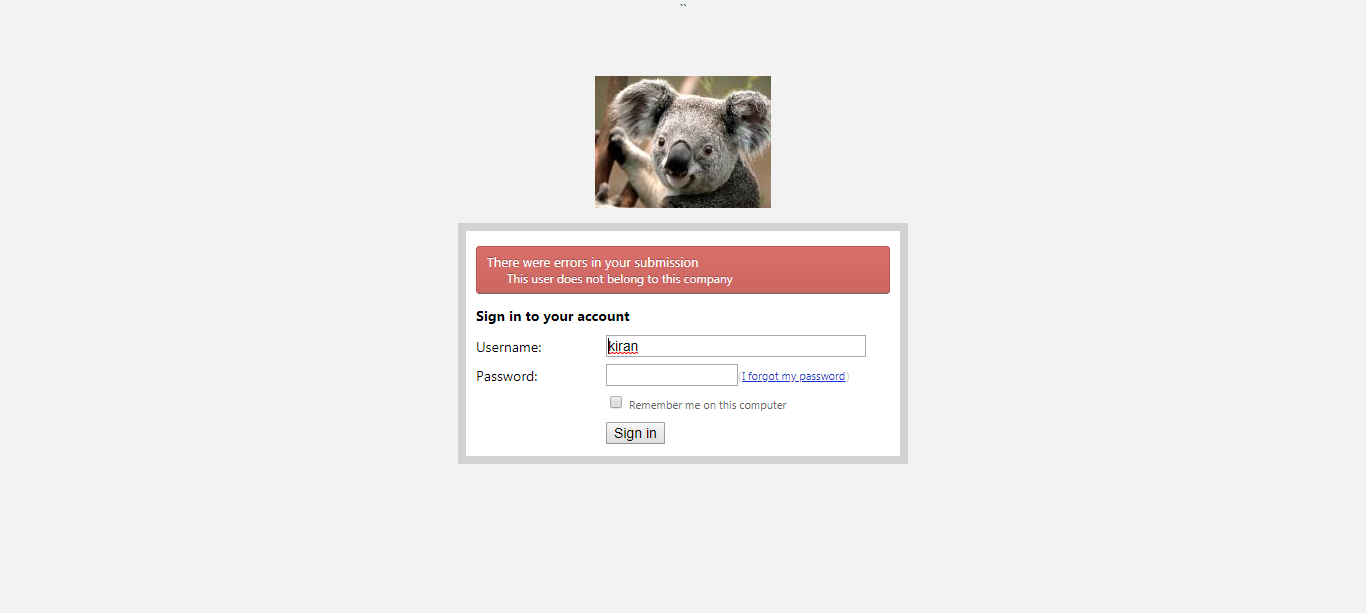 ``
There were errors in your submission
This user does not belong to this company
Sign in to your account
Username: kiran
Password: (I forgot my password)
Remember me on this computer
Sign in